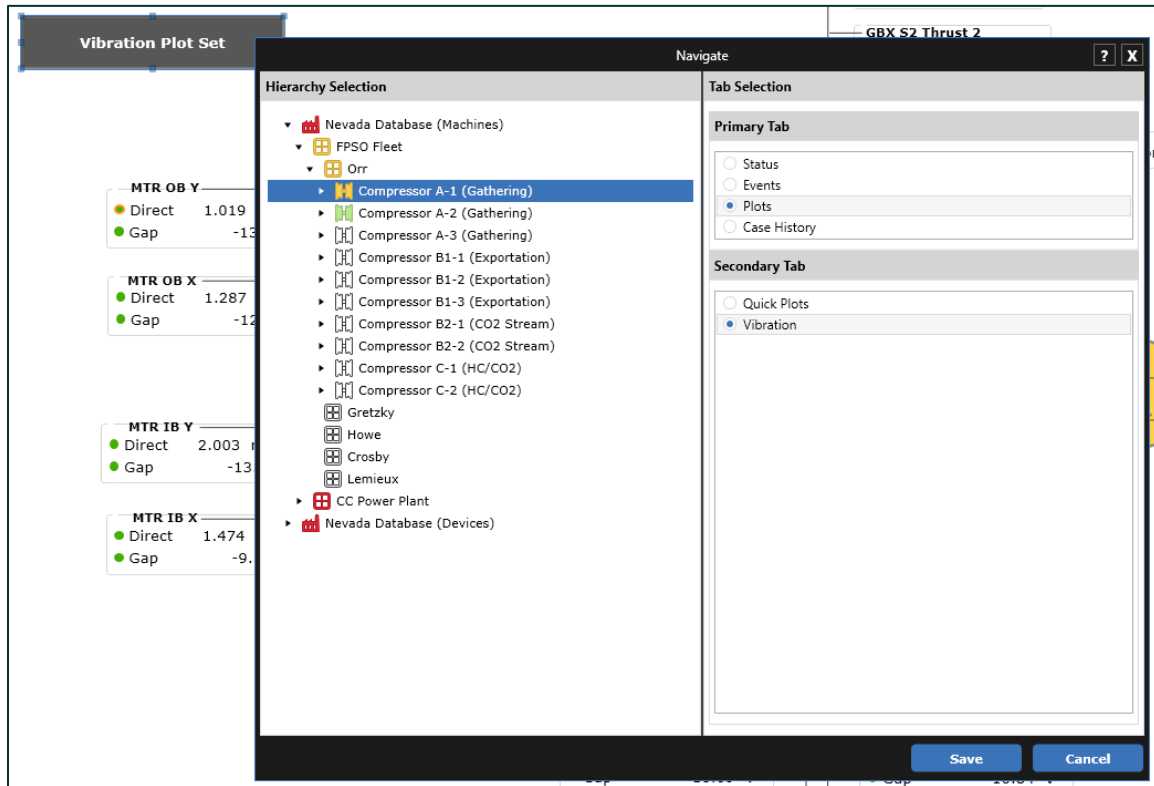 Vibration Plot Set
GBX S2 Thrust 2
Navigate
? X
Hierarchy Selection
Nevada Database (Machines)
FPSO Fleet
Orr
Compressor A-1 (Gathering)
Compressor A-2 (Gathering)
Compressor A-3 (Gathering)
Compressor B1-1 (Exportation)
Compressor B1-2 (Exportation)
Compressor B1-3 (Exportation)
Compressor B2-1 (CO2 Stream)
Compressor B2-2 (CO2 Stream)
Compressor C-1 (HC/CO2)
Compressor C-2 (HC/CO2)
Gretzky
Howe
Crosby
Lemieux
CC Power Plant
Nevada Database (Devices)
Tab Selection
Primary Tab
Status
Events
Plots
Case History
Secondary Tab
Quick Plots
Vibration
Save Cancel
MTR OB Y
Direct 1.019
Gap -13
MTR OB X
Direct 1.287
Gap -12
MTR IB Y
Direct 2.003
Gap -13.
MTR IB X
Direct 1.474
Gap -9.